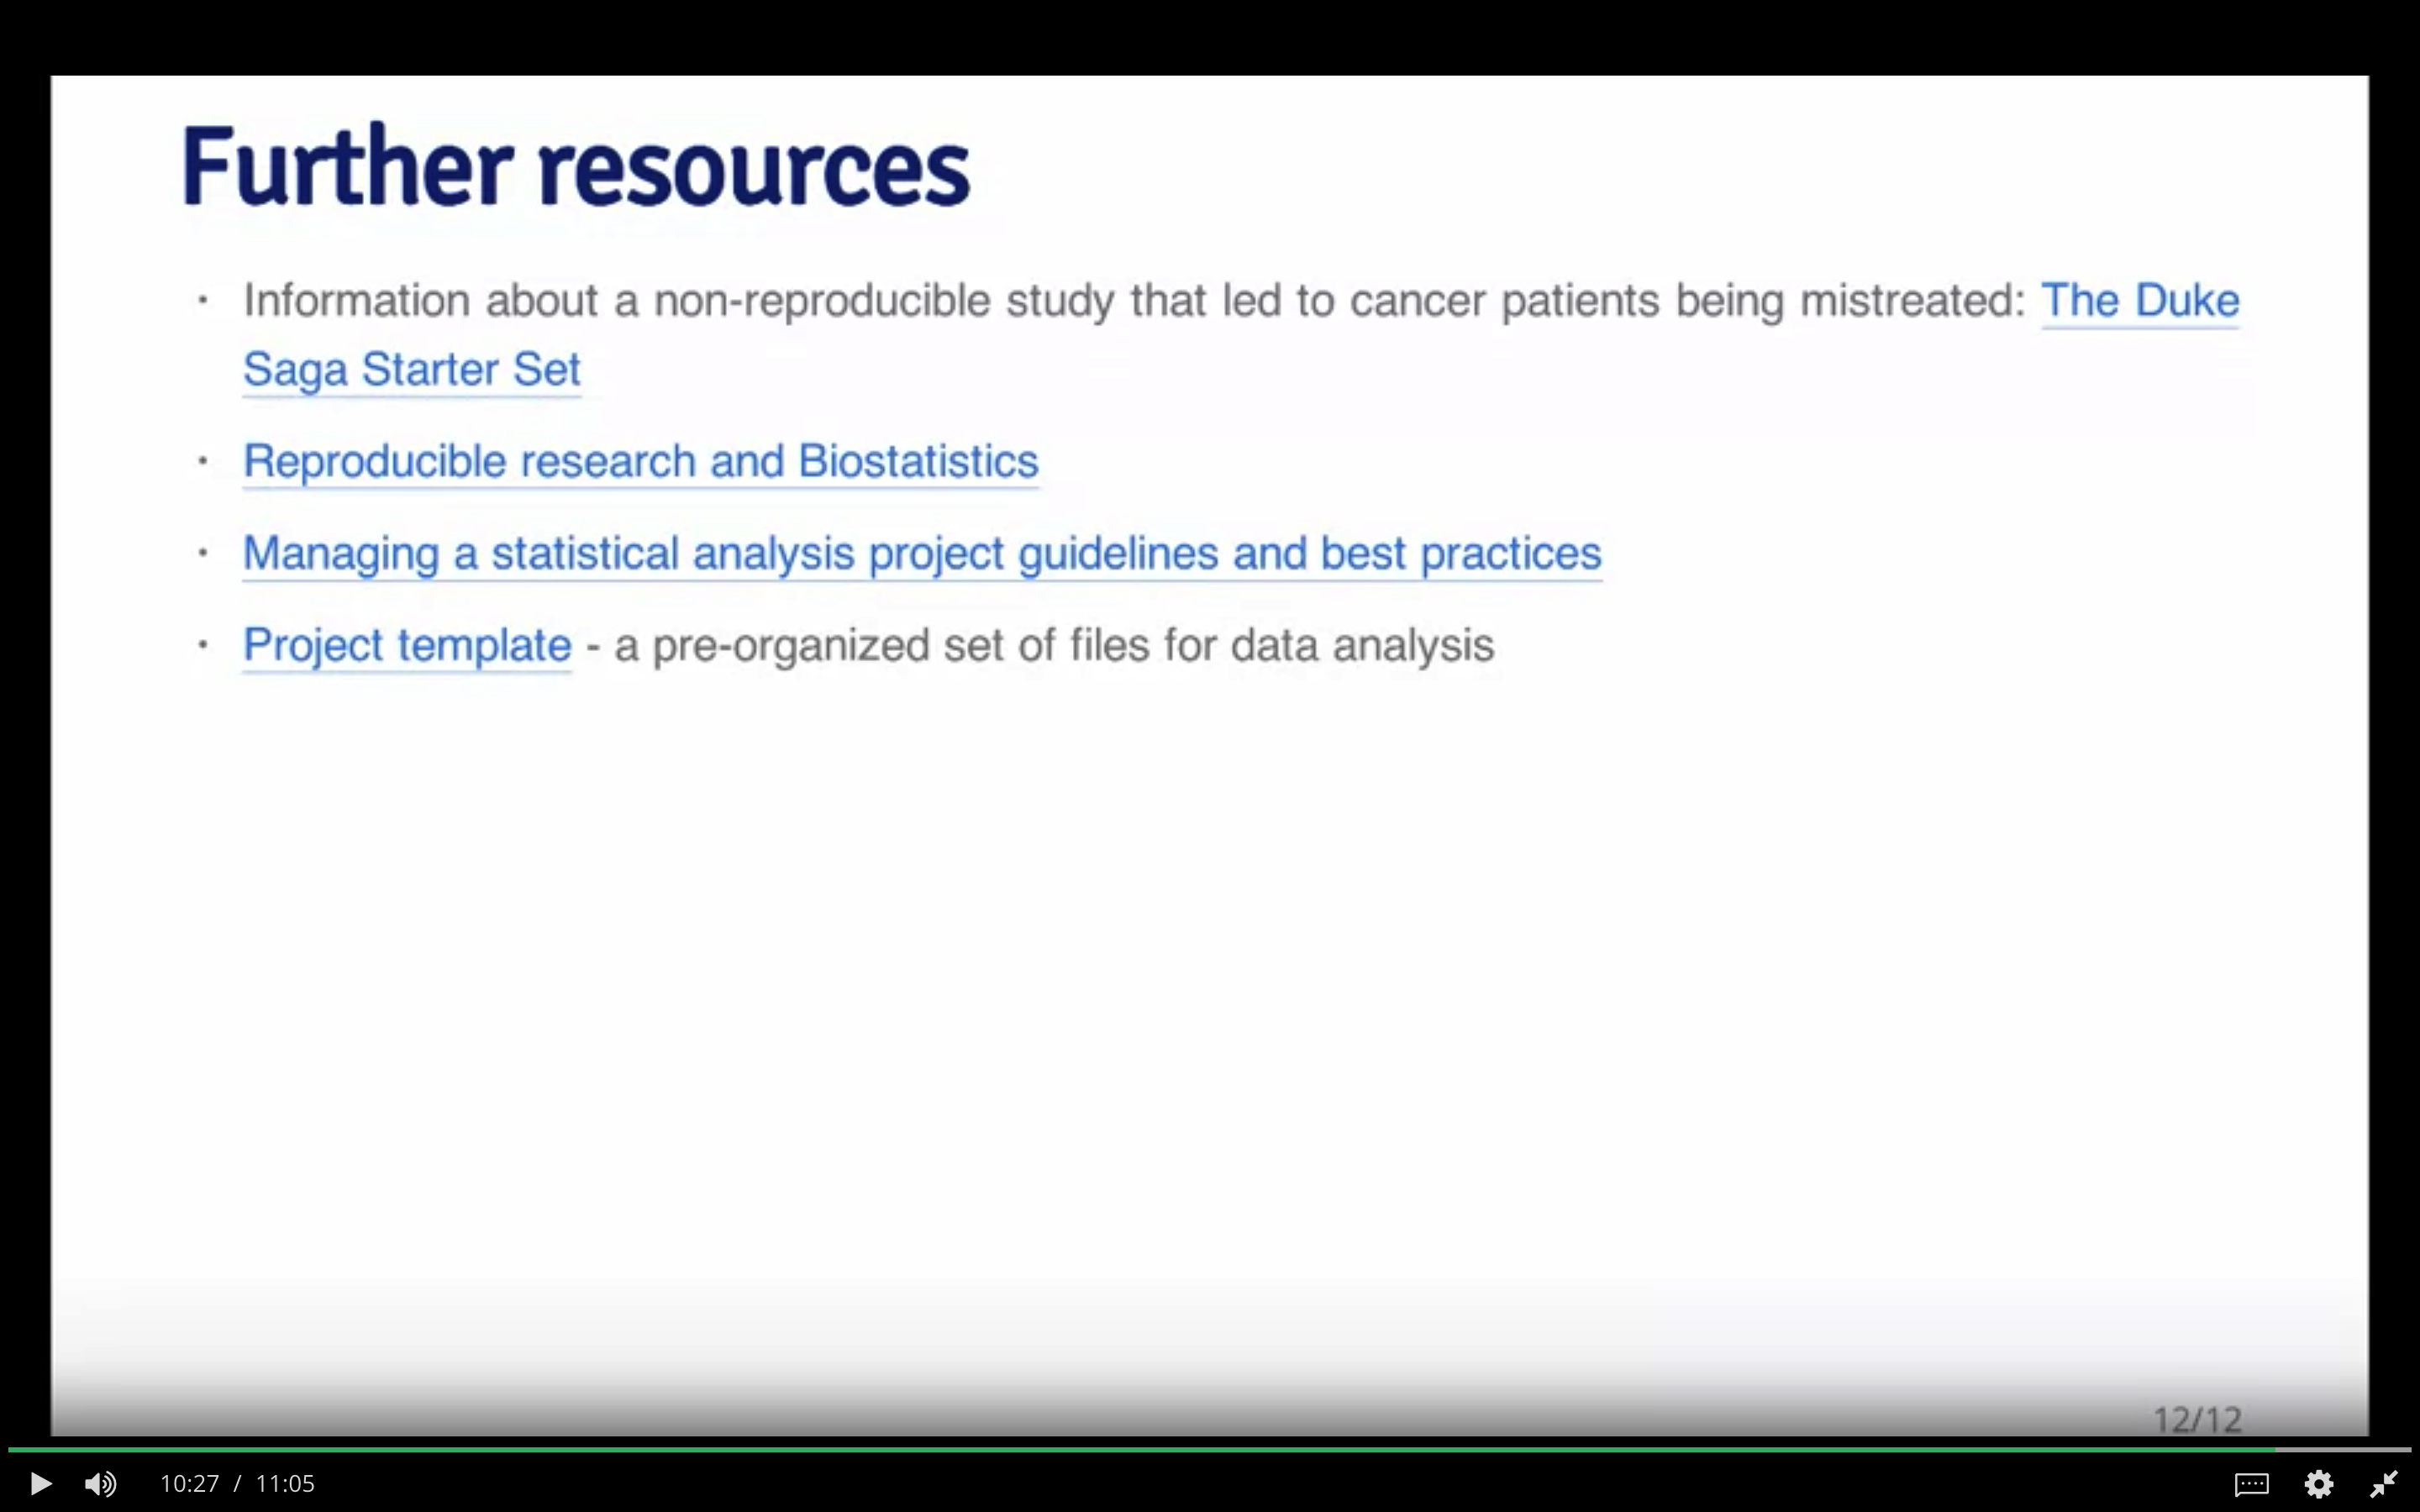 Further resources
· Information about a non-reproducible study that led to cancer patients being mistreated: The Duke
Saga Starter Set
· Reproducible research and Biostatistics
· Managing a statistical analysis project guidelines and best practices
· Project template - a pre-organized set of files for data analysis
12/12
10:27 / 11:05